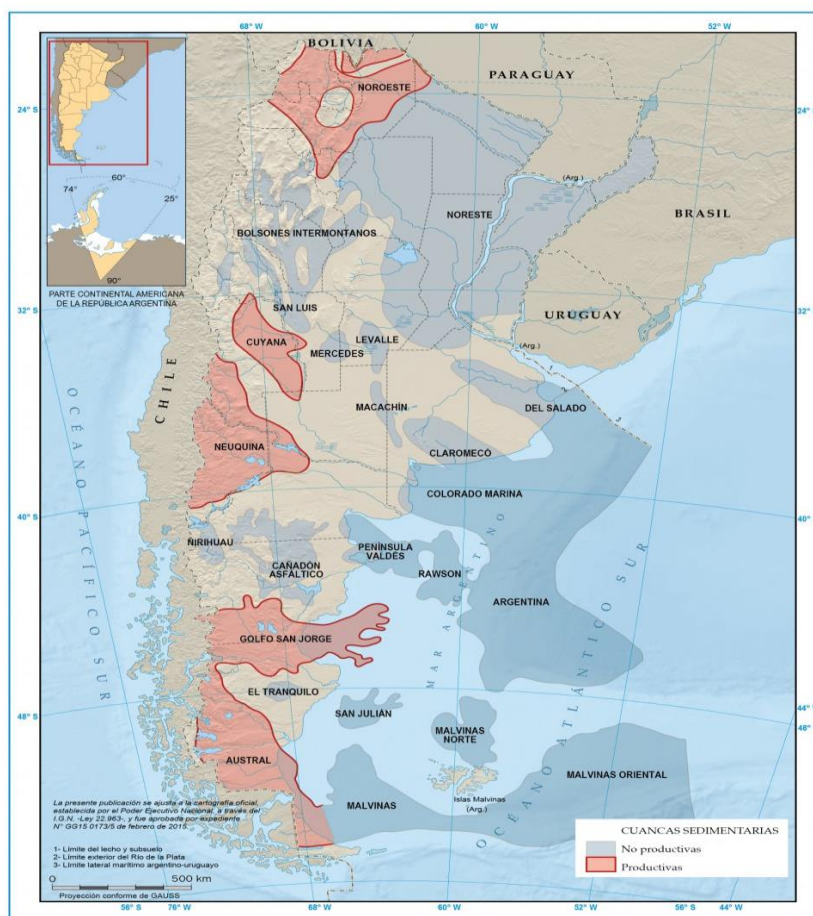 68° W
60° W
52° W
BOLIVIA
PARAGUAY
NOROESTE
24° S
24° S
60°
74°
25°
90°
PARTE CONTINENTAL AMERICANA
DE LA REPÚBLICA ARGENTINA
(Arg.)
NORESTE
BRASIL
BOLSONES INTERMONTANOS
32° S
32° S
SAN LUIS
URUGUAY
CUYANA
LEVALLE
MERCEDES
(Arg.)
CHILE
1
2
3
MACACHÍN
DEL SALADO
OCÉANO PACÍFICO SUR
NEUQUINA
CLAROMECÓ
COLORADO MARINA
40° S
40° S
ÑIRIHUAU
PENÍNSULA
VALDÉS
CAÑADÓN
ASFÁLTICO
RAWSON
ARGENTINA
MAR ARGENTINO
OCÉANO ATLÁNTICO SUR
GOLFO SAN JORGE
EL TRANQUILO
SAN JULIÁN
44° S
48° S
48° S
MALVINAS
NORTE
AUSTRAL
MALVINAS ORIENTAL
MALVINAS
Islas Malvinas
(Arg.)
La presente publicación se ajusta a la cartografía oficial,
establecida por el Poder Ejecutivo Nacional, a través del
I.G.N. -Ley 22.963-, y fue aprobada por expediente
N° GG15 0173/5 de febrero de 2015.
1- Límite del lecho y subsuelo
2- Límite exterior del Río de la Plata
3- Límite lateral marítimo argentino-uruguayo
0 500 km
Proyección conforme de GAUSS
CUANCAS SEDIMENTARIAS
No productivas
Productivas
56° S
76° W
68° W
60° W
56° S
44° W